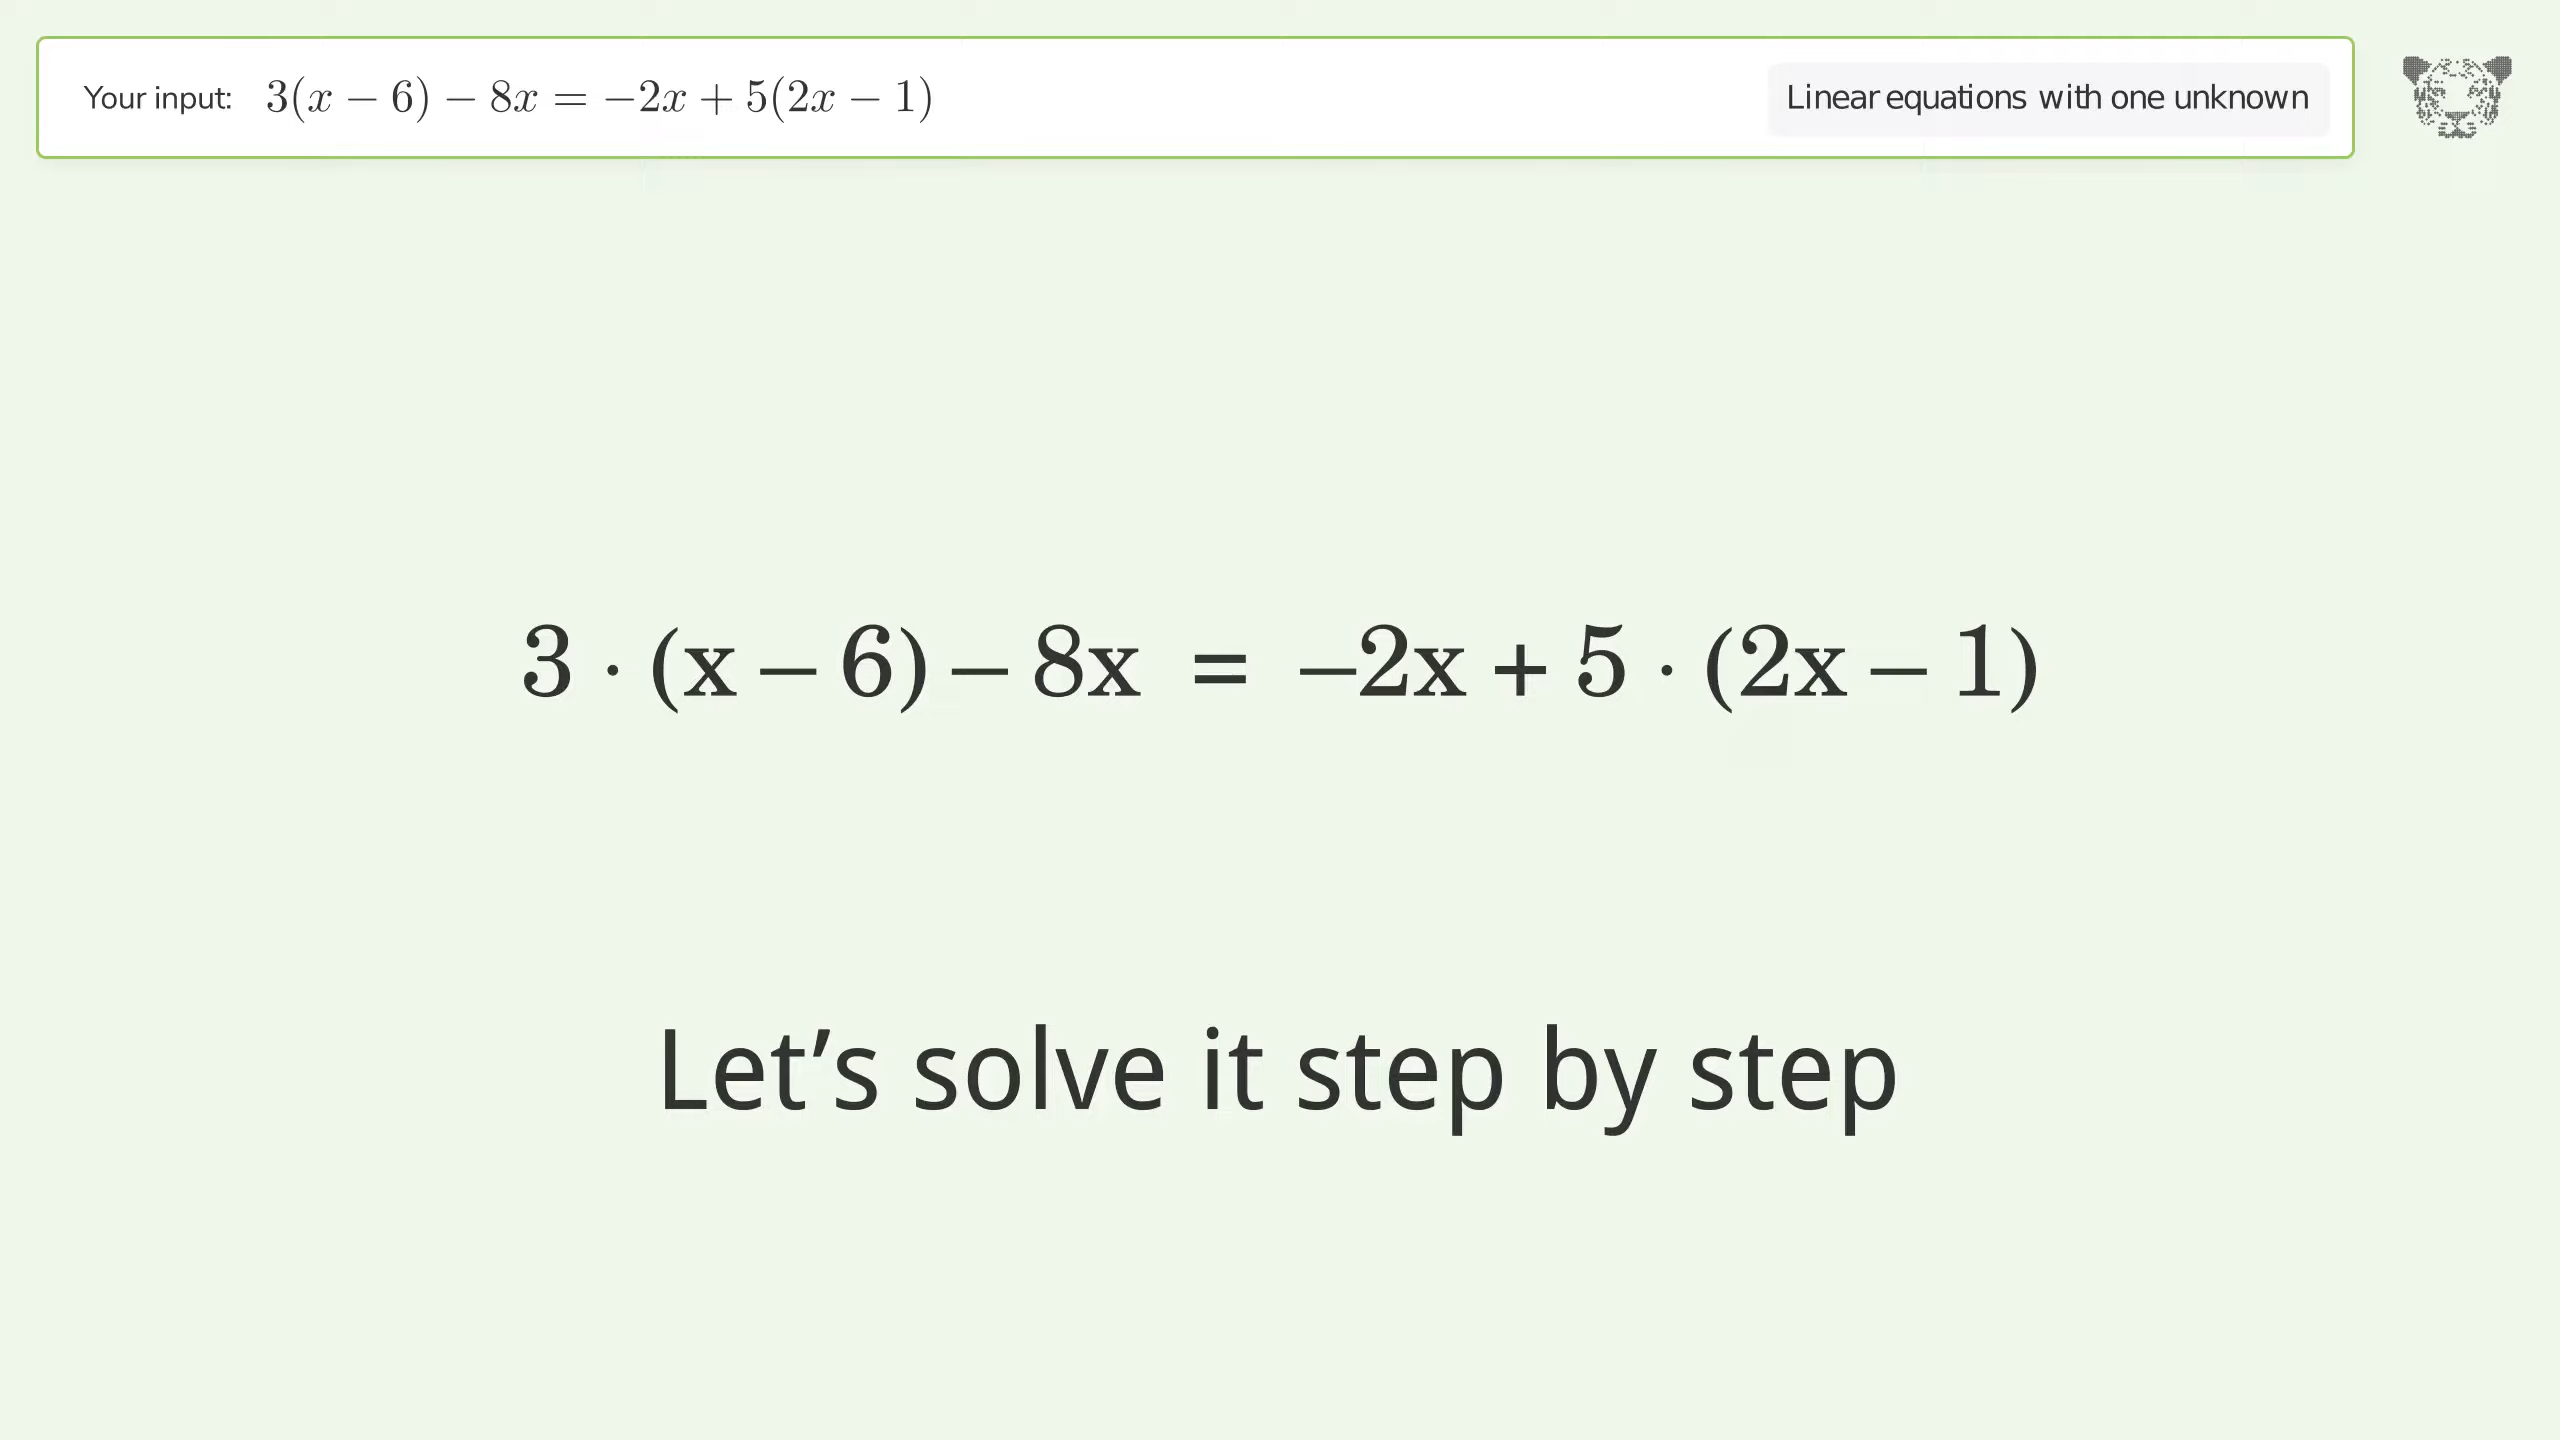 Your input: 3(x − 6) − 8x = −2x + 5(2x − 1) Linear equations with one unknown
3 · (x − 6) − 8x = −2x + 5 · (2x − 1)
Let’s solve it step by step